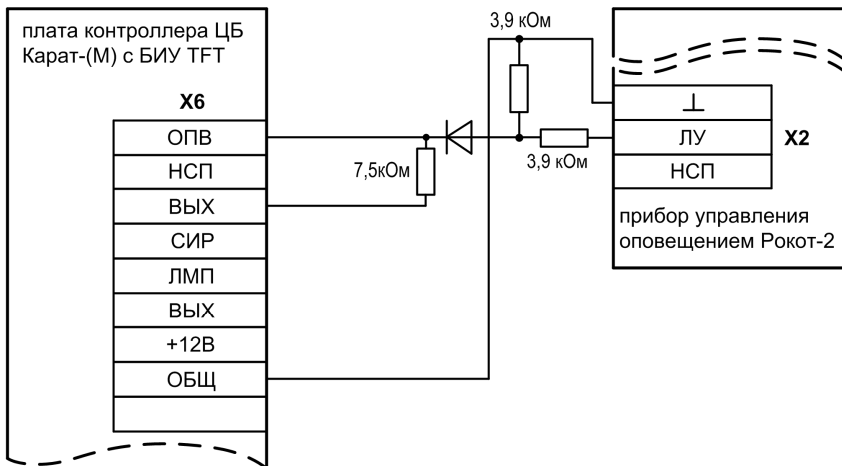 плата контроллера ЦБ
Карат-(М) с БИУ TFT
X6
ОПВ
НСП
ВЫХ
СИР
ЛМП
ВЫХ
+12В
ОБЩ
3,9 кОм
7,5кОм
3,9 кОм
ЛУ
X2
НСП
прибор управления
оповещением Рокот-2